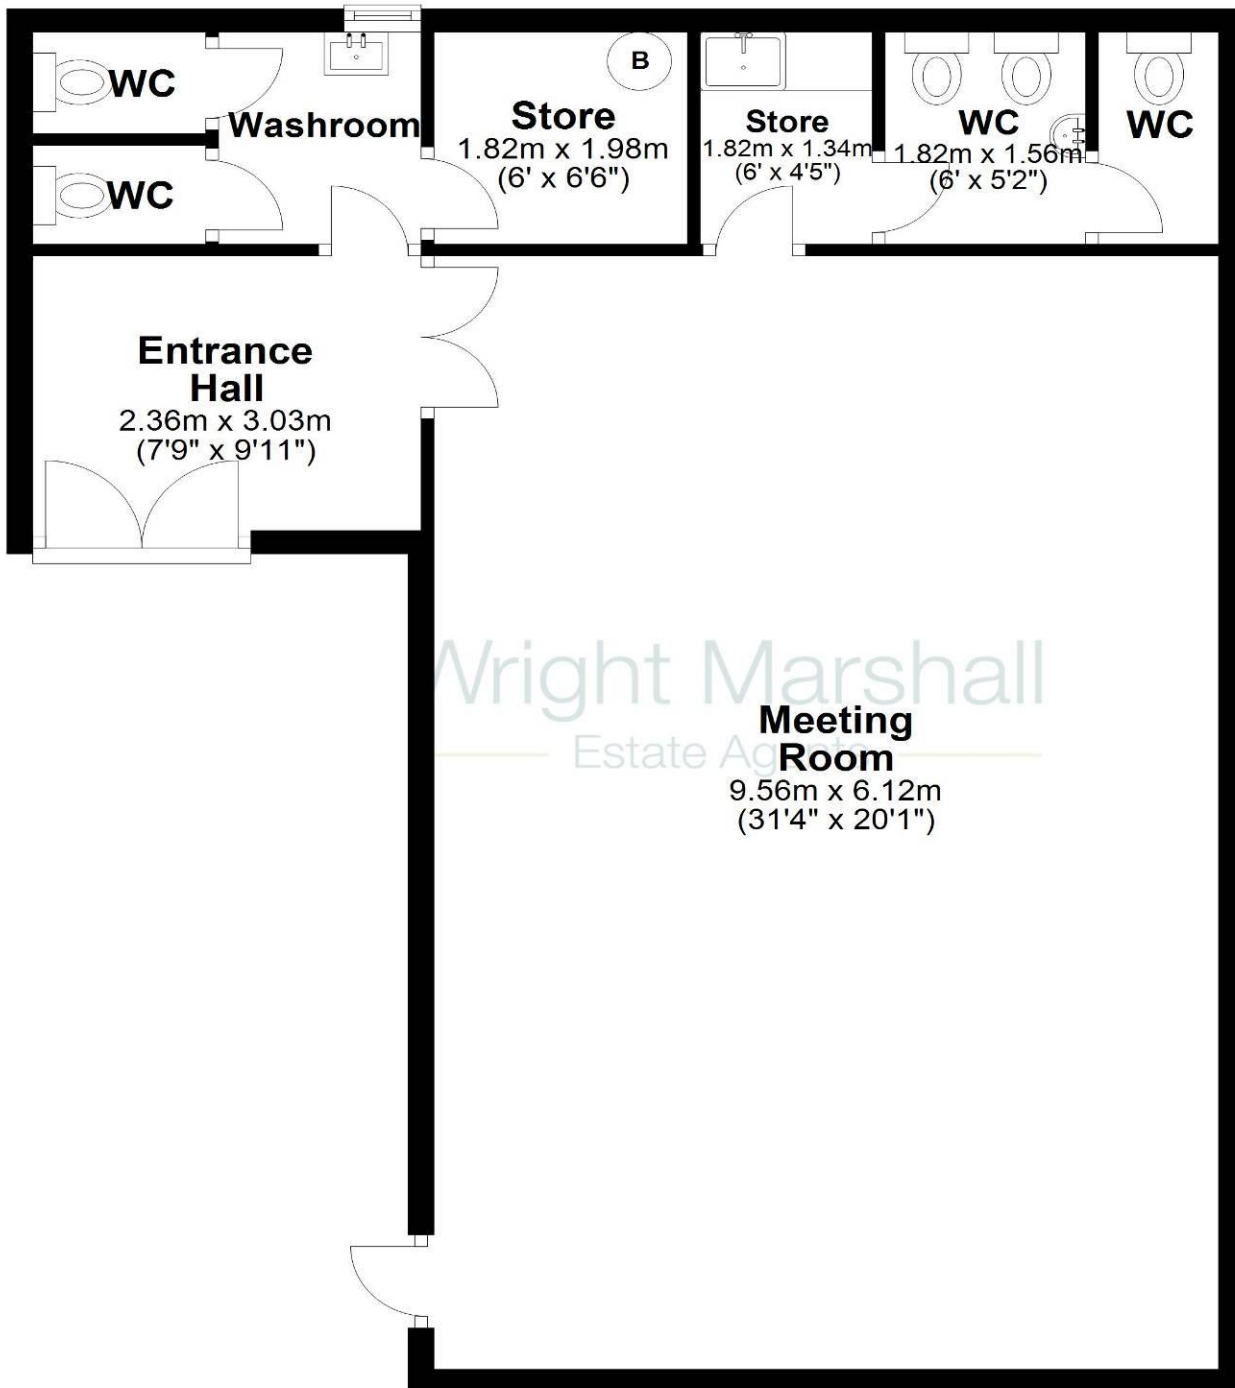 WC
WC
Washroom
Store
1.82m x 1.98m
(6' x 6'6")
B
Store
1.82m x 1.34m
(6' x 4'5")
WC
1.82m x 1.56m
(6' x 5'2")
WC
Entrance
Hall
2.36m x 3.03m
(7'9" x 9'11")
Wright Marshall
Estate Agents
Meeting
Room
9.56m x 6.12m
(31'4" x 20'1")